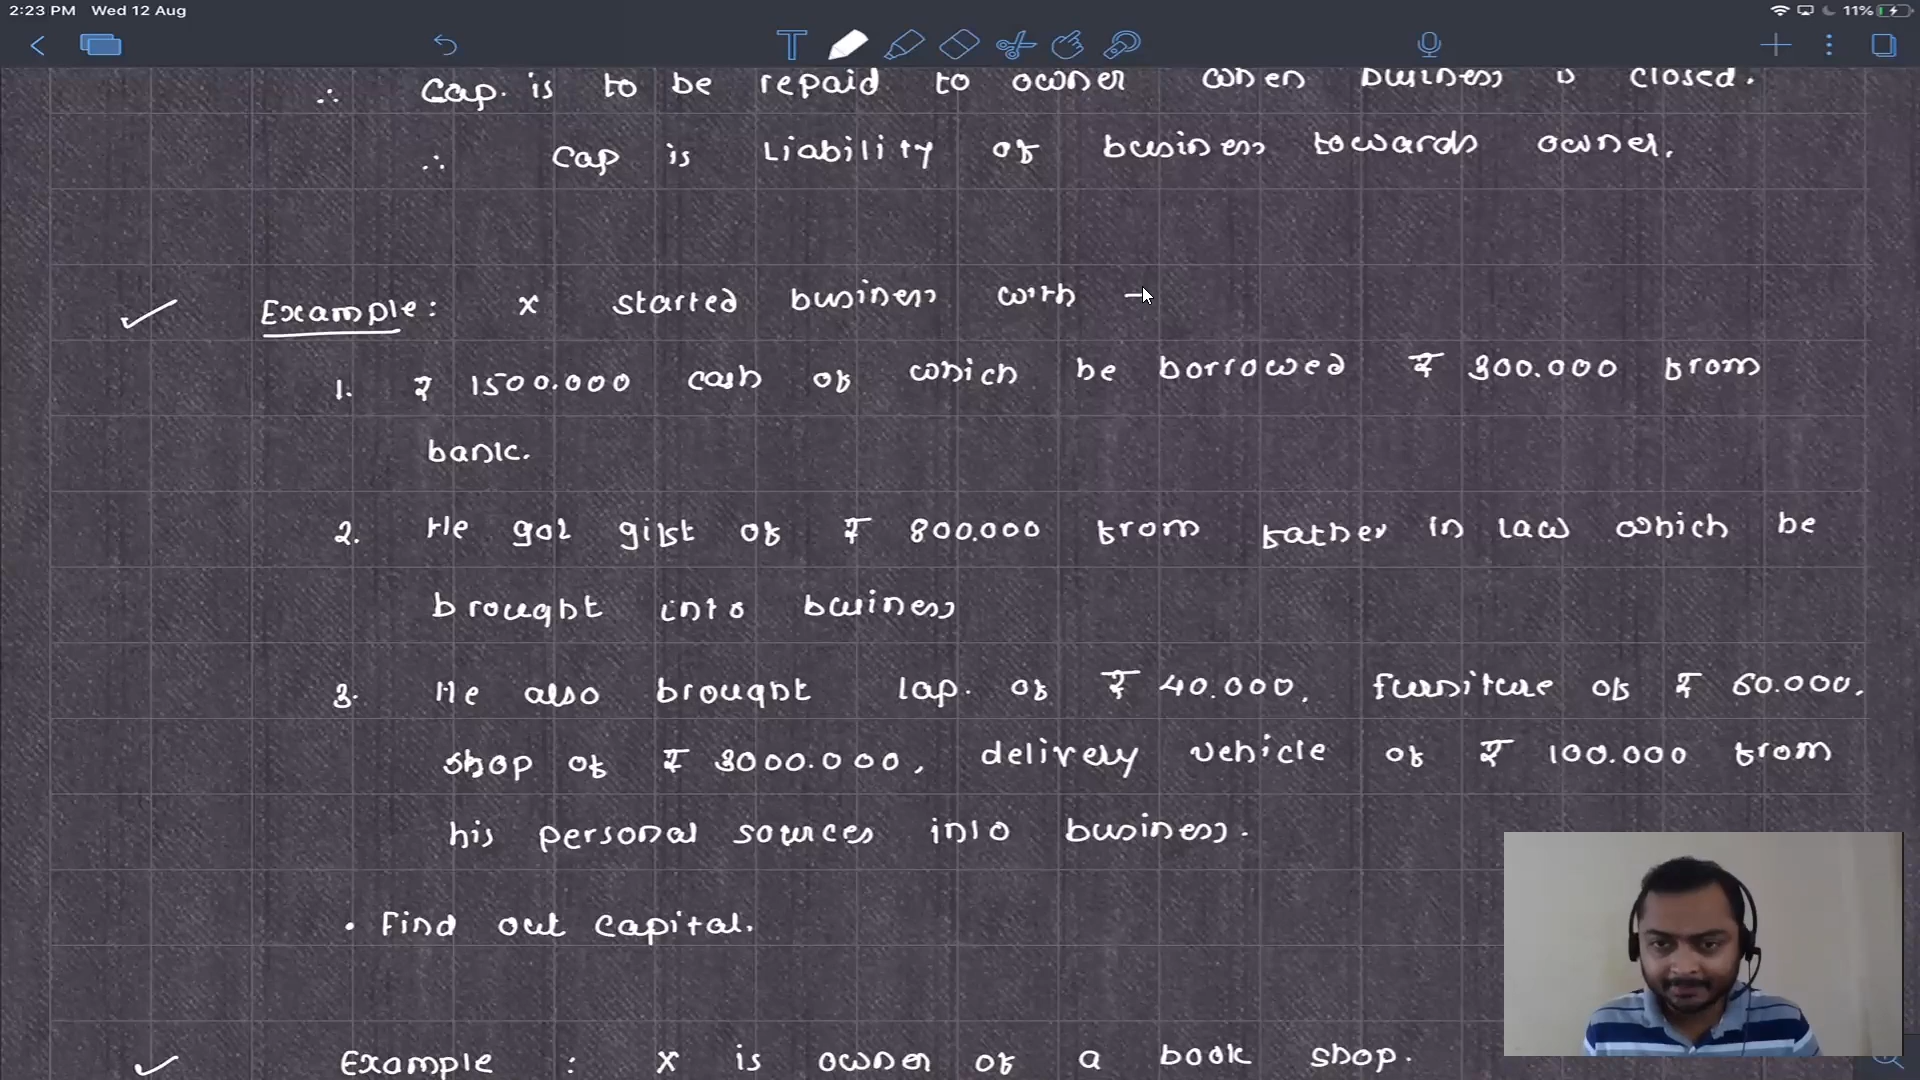 2:23 PM Wed 12 Aug
11%
T
∴ Cap. is to be repaid to owner when business is closed.
∴ Cap is Liability of business towards owner.
Example: X started business with -
1. ₹ 1500.000 cash of which he borrowed ₹ 300.000 from
bank.
2. He got gift of ₹ 800.000 from father in law which he
brought into business
3. He also brought lap. of ₹ 40.000, furniture of ₹ 60.000,
shop of ₹ 3000.000, delivery vehicle of ₹ 100.000 from
his personal sources into business.
• Find out capital.
Example : X is owner of a book shop.